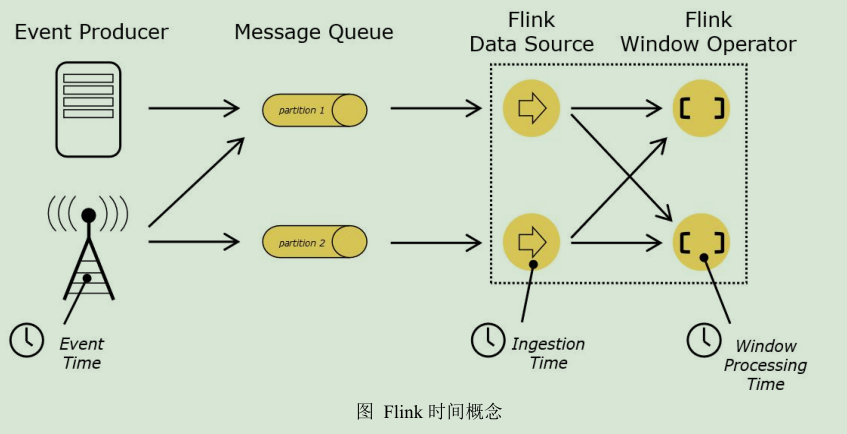 Event Producer
Message Queue
Flink
Data Source
Flink
Window Operator
partition 1
partition 2
Event
Time
Ingestion
Time
Window
Processing
Time
图 Flink 时间概念